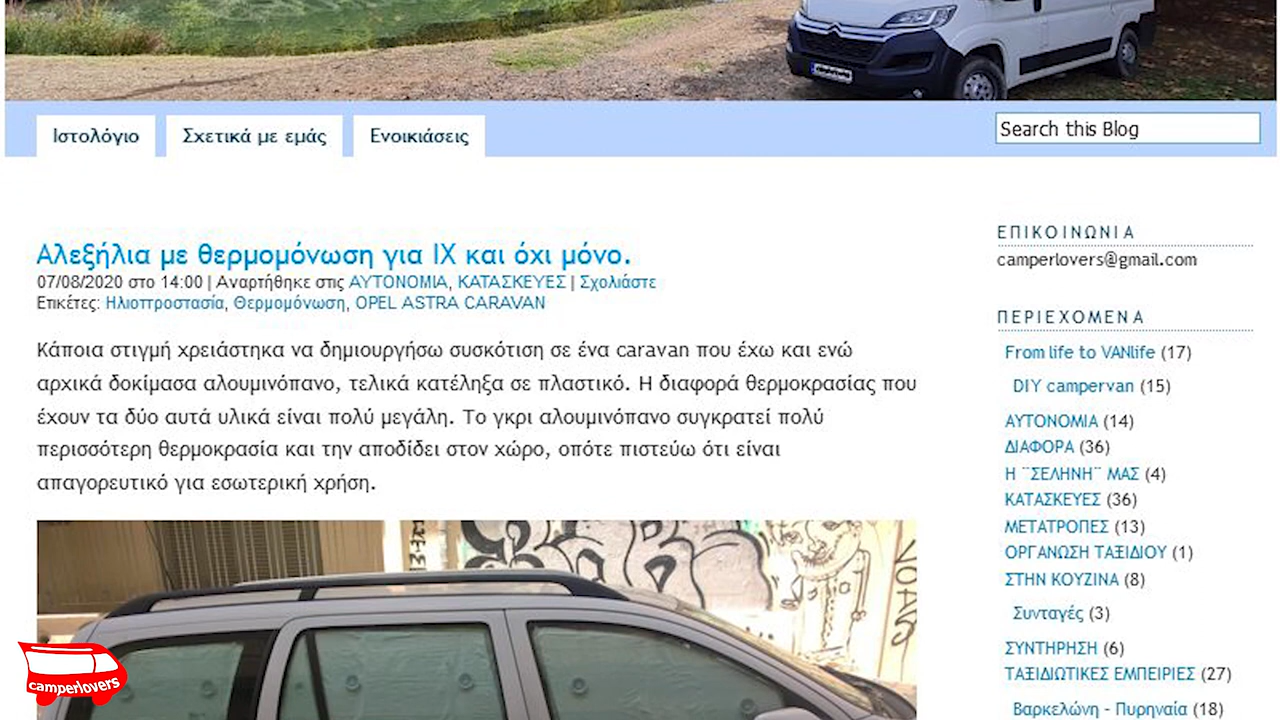 Ιστολόγιο
Σχετικά με εμάς
Ενοικιάσεις
Search this Blog
Αλεξήλια με θερμομόνωση για ΙΧ και όχι μόνο.
07/08/2020 στο 14:00 | Αναρτήθηκε στις ΑΥΤΟΝΟΜΙΑ, ΚΑΤΑΣΚΕΥΕΣ | Σχολιάστε
Ετικέτες: Ηλιοπροστασία, Θερμομόνωση, OPEL ASTRA CARAVAN
Κάποια στιγμή χρειάστηκα να δημιουργήσω συσκότιση σε ένα caravan που έχω και ενώ
αρχικά δοκίμασα αλουμινόπανο, τελικά κατέληξα σε πλαστικό. Η διαφορά θερμοκρασίας που
έχουν τα δύο αυτά υλικά είναι πολύ μεγάλη. Το γκρι αλουμινόπανο συγκρατεί πολύ
περισσότερη θερμοκρασία και την αποδίδει στον χώρο, οπότε πιστεύω ότι είναι
απαγορευτικό για εσωτερική χρήση.
camperlovers
ΕΠΙΚΟΙΝΩΝΙΑ
camperlovers@gmail.com
ΠΕΡΙΕΧΟΜΕΝΑ
From life to VANlife (17)
DIY campervan (15)
ΑΥΤΟΝΟΜΙΑ (14)
ΔΙΑΦΟΡΑ (36)
Η ¨ΣΕΛΗΝΗ¨ ΜΑΣ (4)
ΚΑΤΑΣΚΕΥΕΣ (36)
ΜΕΤΑΤΡΟΠΕΣ (13)
ΟΡΓΑΝΩΣΗ ΤΑΞΙΔΙΟΥ (1)
ΣΤΗΝ ΚΟΥΖΙΝΑ (8)
Συνταγές (3)
ΣΥΝΤΗΡΗΣΗ (6)
ΤΑΞΙΔΙΩΤΙΚΕΣ ΕΜΠΕΙΡΙΕΣ (27)
Βαρκελώνη - Πυρηναία (18)